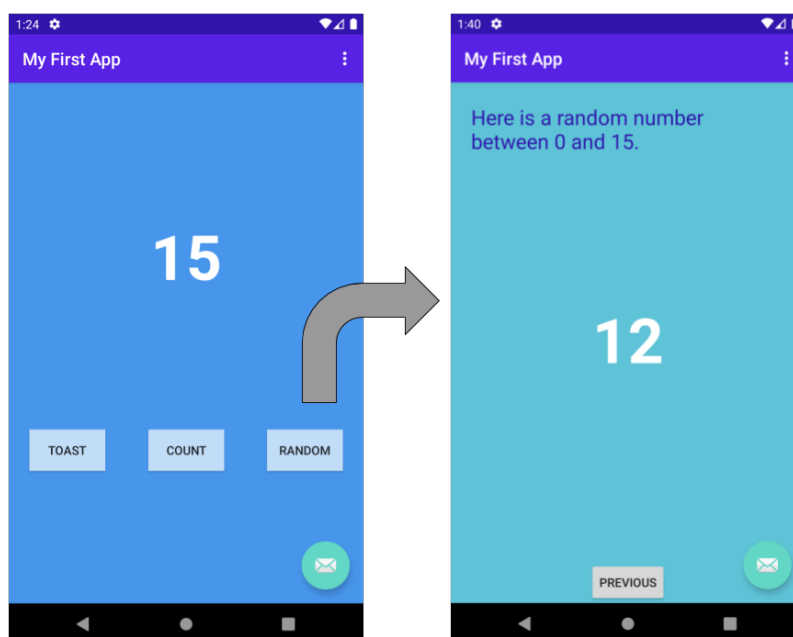 1:24
My First App
15
TOAST COUNT RANDOM
1:40
My First App
Here is a random number
between 0 and 15.
12
PREVIOUS